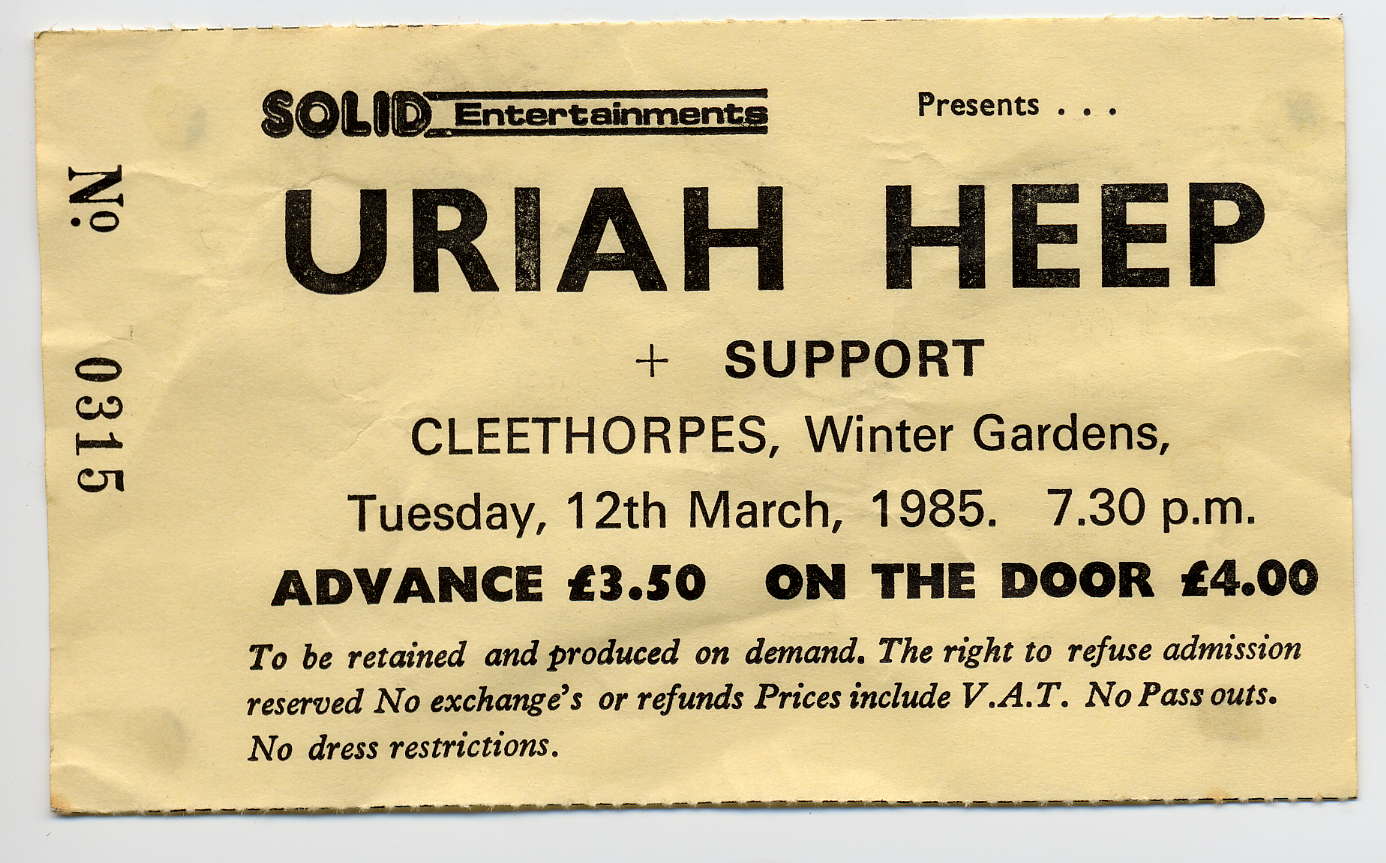 SOLID Entertainments Presents . . .
URIAH HEEP
+ SUPPORT
CLEETHORPES, Winter Gardens,
Tuesday, 12th March, 1985. 7.30 p.m.
ADVANCE £3.50 ON THE DOOR £4.00
To be retained and produced on demand. The right to refuse admission
reserved No exchange's or refunds Prices include V.A.T. No Pass outs.
No dress restrictions.
No: 0315